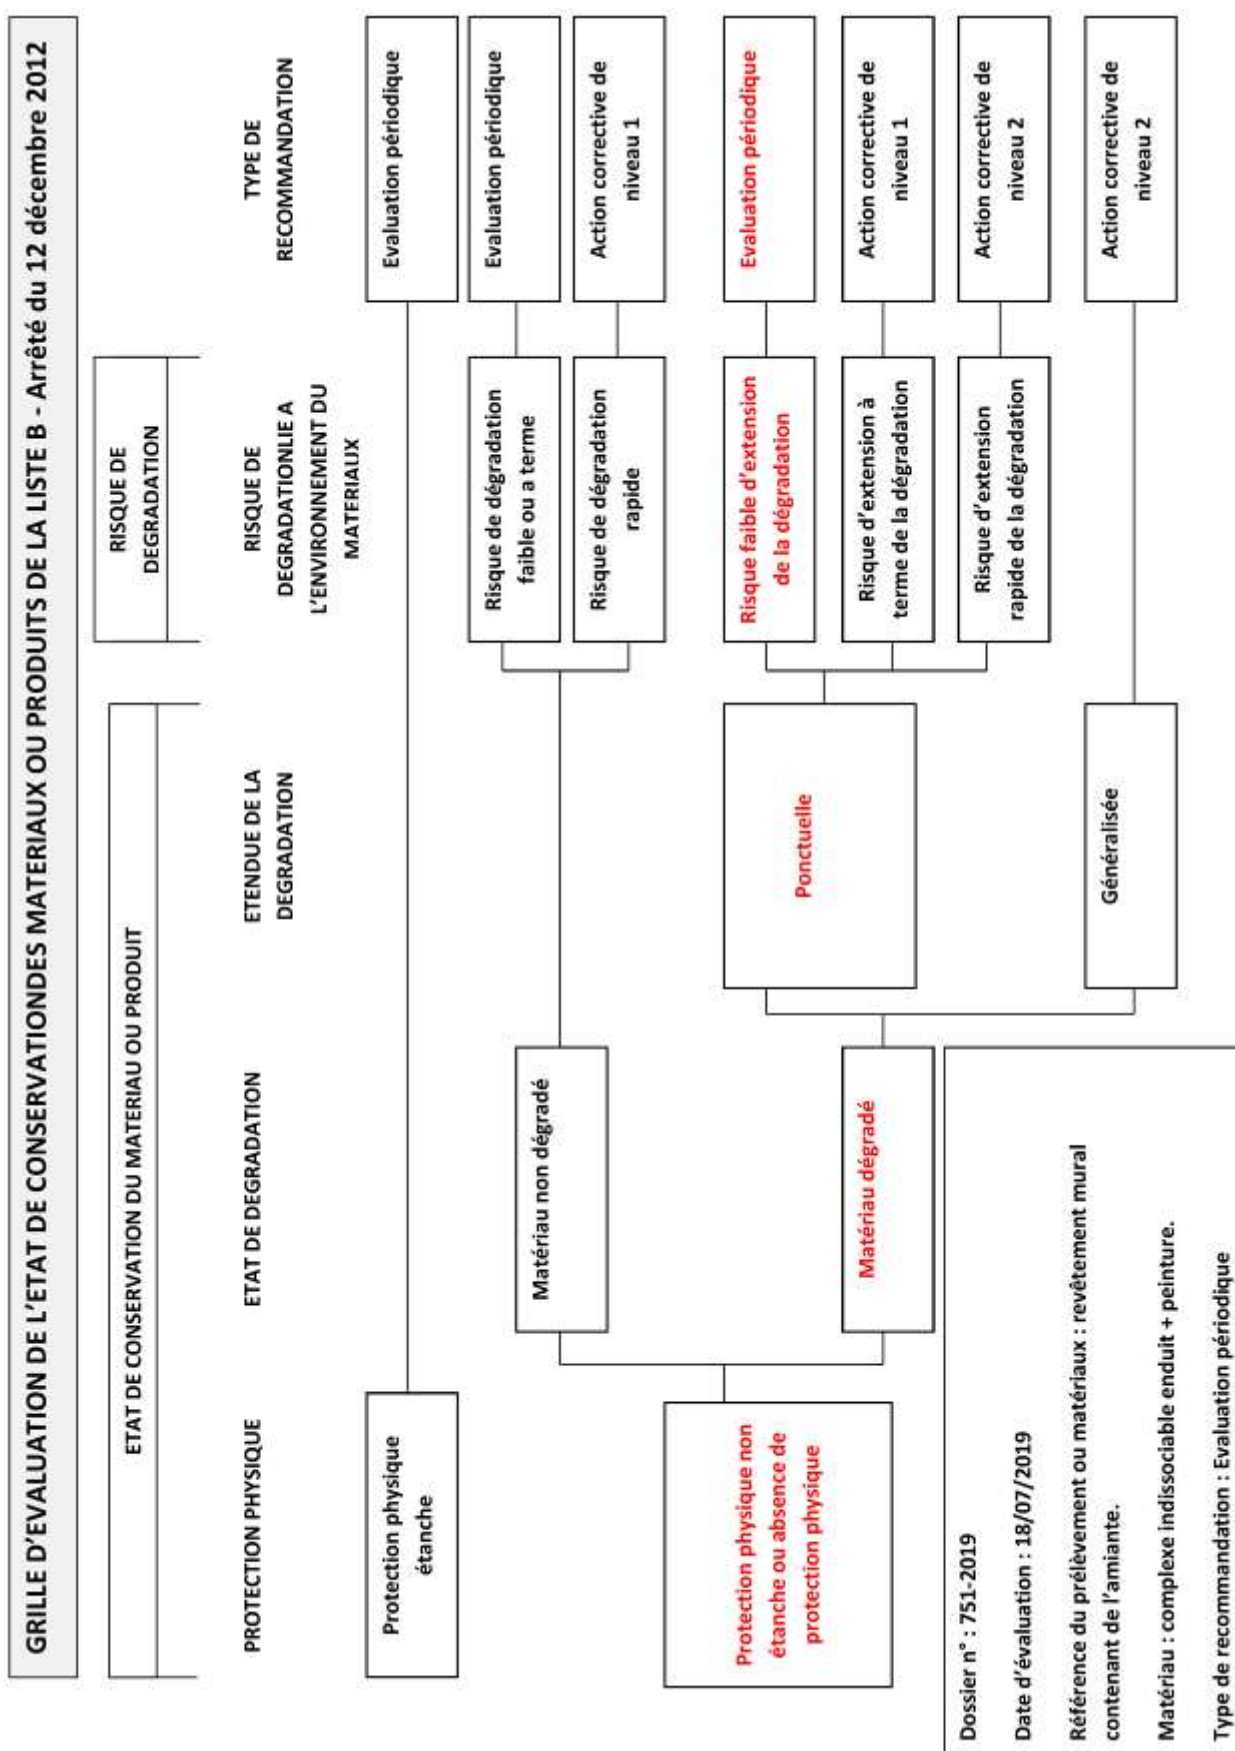 GRILLE D'EVALUATION DE L'ETAT DE CONSERVATIONDES MATERIAUX OU PRODUITS DE LA LISTE B - Arrêté du 12 décembre 2012
ETAT DE CONSERVATION DU MATERIAU OU PRODUIT
RISQUE DE
DEGRADATION
PROTECTION PHYSIQUE
ETAT DE DEGRADATION
ETENDUE DE LA
DEGRADATION
RISQUE DE
DEGRADATIONLIE A
L'ENVIRONNEMENT DU
MATERIAUX
TYPE DE
RECOMMANDATION
Protection physique
étanche
Evaluation périodique
Matériau non dégradé
Risque de dégradation
faible ou a terme
Evaluation périodique
Risque de dégradation
rapide
Action corrective de
niveau 1
Protection physique non
étanche ou absence de
protection physique
Matériau dégradé
Ponctuelle
Risque faible d'extension
de la dégradation
Evaluation périodique
Risque d'extension à
terme de la dégradation
Action corrective de
niveau 1
Risque d'extension
rapide de la dégradation
Action corrective de
niveau 2
Généralisée
Action corrective de
niveau 2
Dossier n° : 751-2019
Date d'évaluation : 18/07/2019
Référence du prélèvement ou matériaux : revêtement mural
contenant de l'amiante.
Matériau : complexe indissociable enduit + peinture.
Type de recommandation : Evaluation périodique